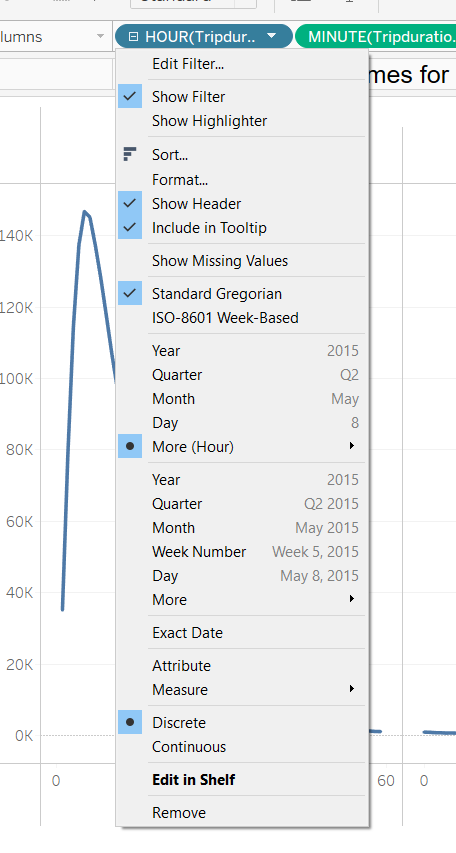 Standard
lumns
HOUR(Tripdur..
MINUTE(Tripduratio.
Edit Filter...
mes for
Show Filter
Show Highlighter
Sort...
Format...
Show Header
Include in Tooltip
Show Missing Values
Standard Gregorian
ISO-8601 Week-Based
Year 2015
Quarter Q2
Month May
Day 8
More (Hour)
Year 2015
Quarter Q2 2015
Month May 2015
Week Number Week 5, 2015
Day May 8, 2015
More
Exact Date
Attribute
Measure
Discrete
Continuous
Edit in Shelf
Remove
140K
120K
100K
80K
60K
40K
20K
0K
0 60 0